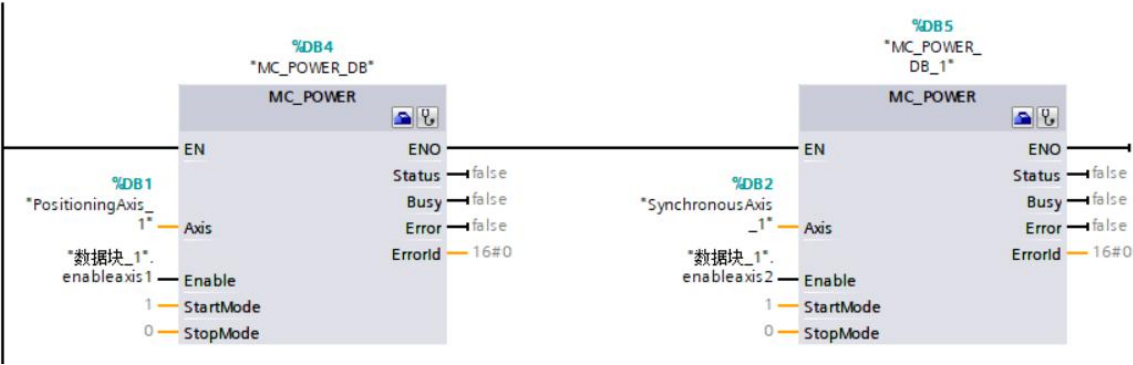 %DB4
"MC_POWER_DB"
MC_POWER
EN
ENO
Status
false
Busy
false
Error
false
ErrorId
16#0
%DB1
"PositioningAxis_
1"
Axis
"数据块_1".
enableaxis1
Enable
1
StartMode
0
StopMode
%DB5
"MC_POWER_
DB_1"
MC_POWER
EN
ENO
Status
false
Busy
false
Error
false
ErrorId
16#0
%DB2
"SynchronousAxis
_1"
Axis
"数据块_1".
enableaxis2
Enable
1
StartMode
0
StopMode